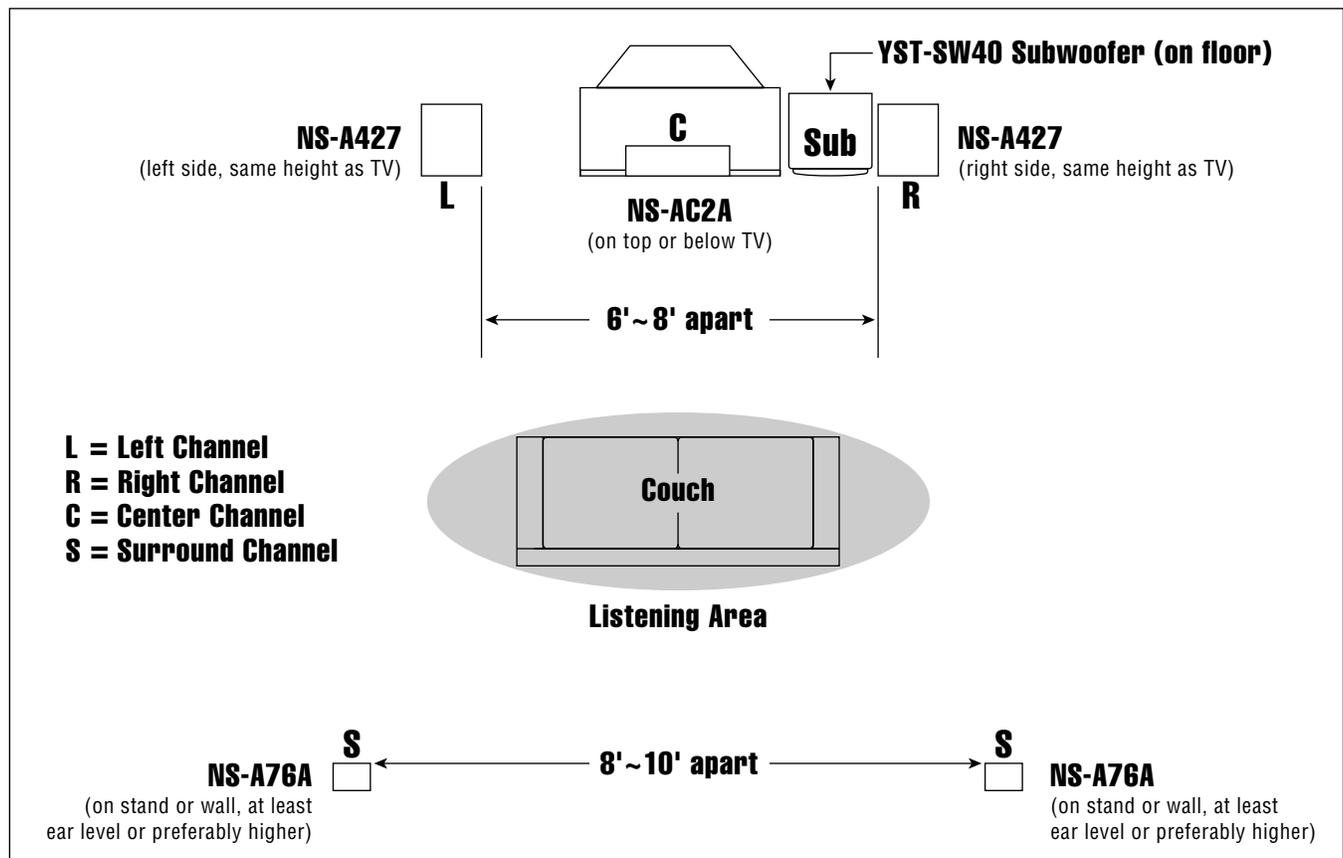 YST-SW40 Subwoofer (on floor)
C
Sub
NS-A427
(left side, same height as TV)
L
NS-A427
(right side, same height as TV)
R
NS-AC2A
(on top or below TV)
6'~8' apart
L = Left Channel
R = Right Channel
C = Center Channel
S = Surround Channel
Couch
Listening Area
S
8'~10' apart
S
NS-A76A
(on stand or wall, at least
ear level or preferably higher)
NS-A76A
(on stand or wall, at least
ear level or preferably higher)